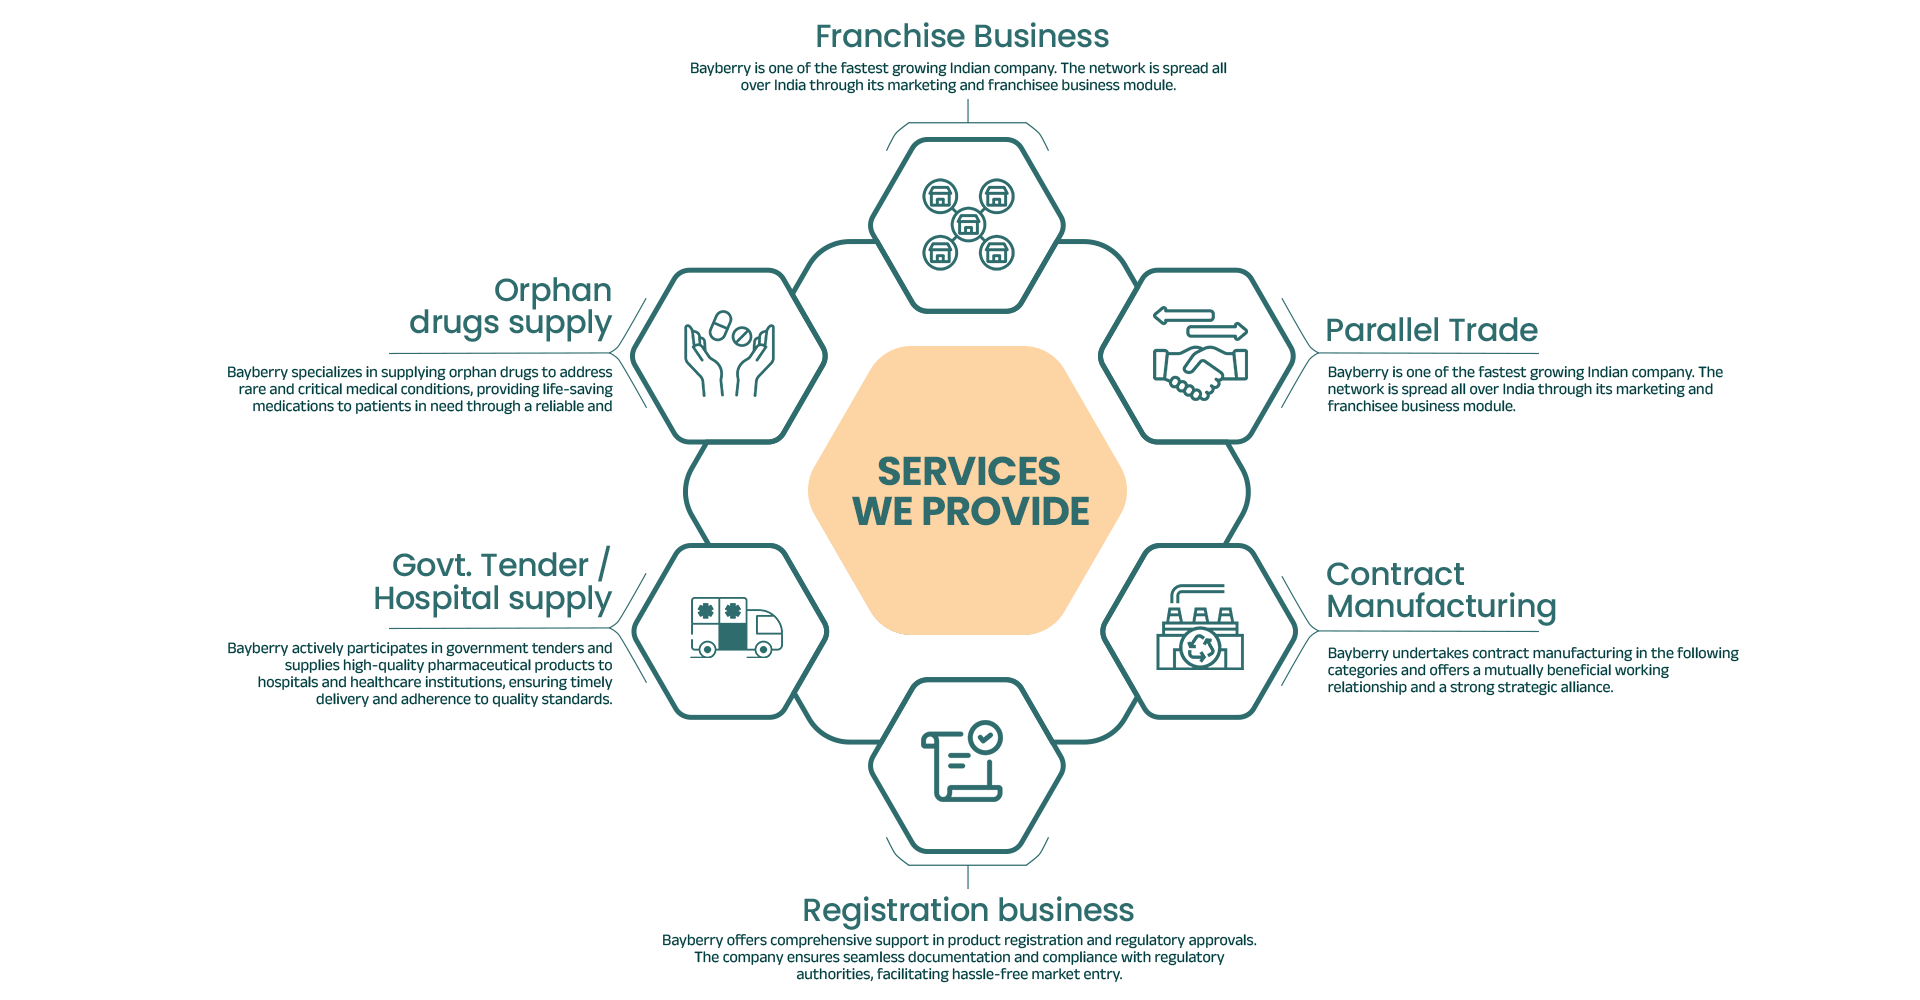 Franchise Business
Bayberry is one of the fastest growing Indian company. The network is spread all
over India through its marketing and franchisee business module.
Orphan
drugs supply
Bayberry specializes in supplying orphan drugs to address
rare and critical medical conditions, providing life-saving
medications to patients in need through a reliable and
Parallel Trade
Bayberry is one of the fastest growing Indian company. The
network is spread all over India through its marketing and
franchisee business module.
SERVICES
WE PROVIDE
Govt. Tender /
Hospital supply
Bayberry actively participates in government tenders and
supplies high-quality pharmaceutical products to
hospitals and healthcare institutions, ensuring timely
delivery and adherence to quality standards.
Contract
Manufacturing
Bayberry undertakes contract manufacturing in the following
categories and offers a mutually beneficial working
relationship and a strong strategic alliance.
Registration business
Bayberry offers comprehensive support in product registration and regulatory approvals.
The company ensures seamless documentation and compliance with regulatory
authorities, facilitating hassle-free market entry.